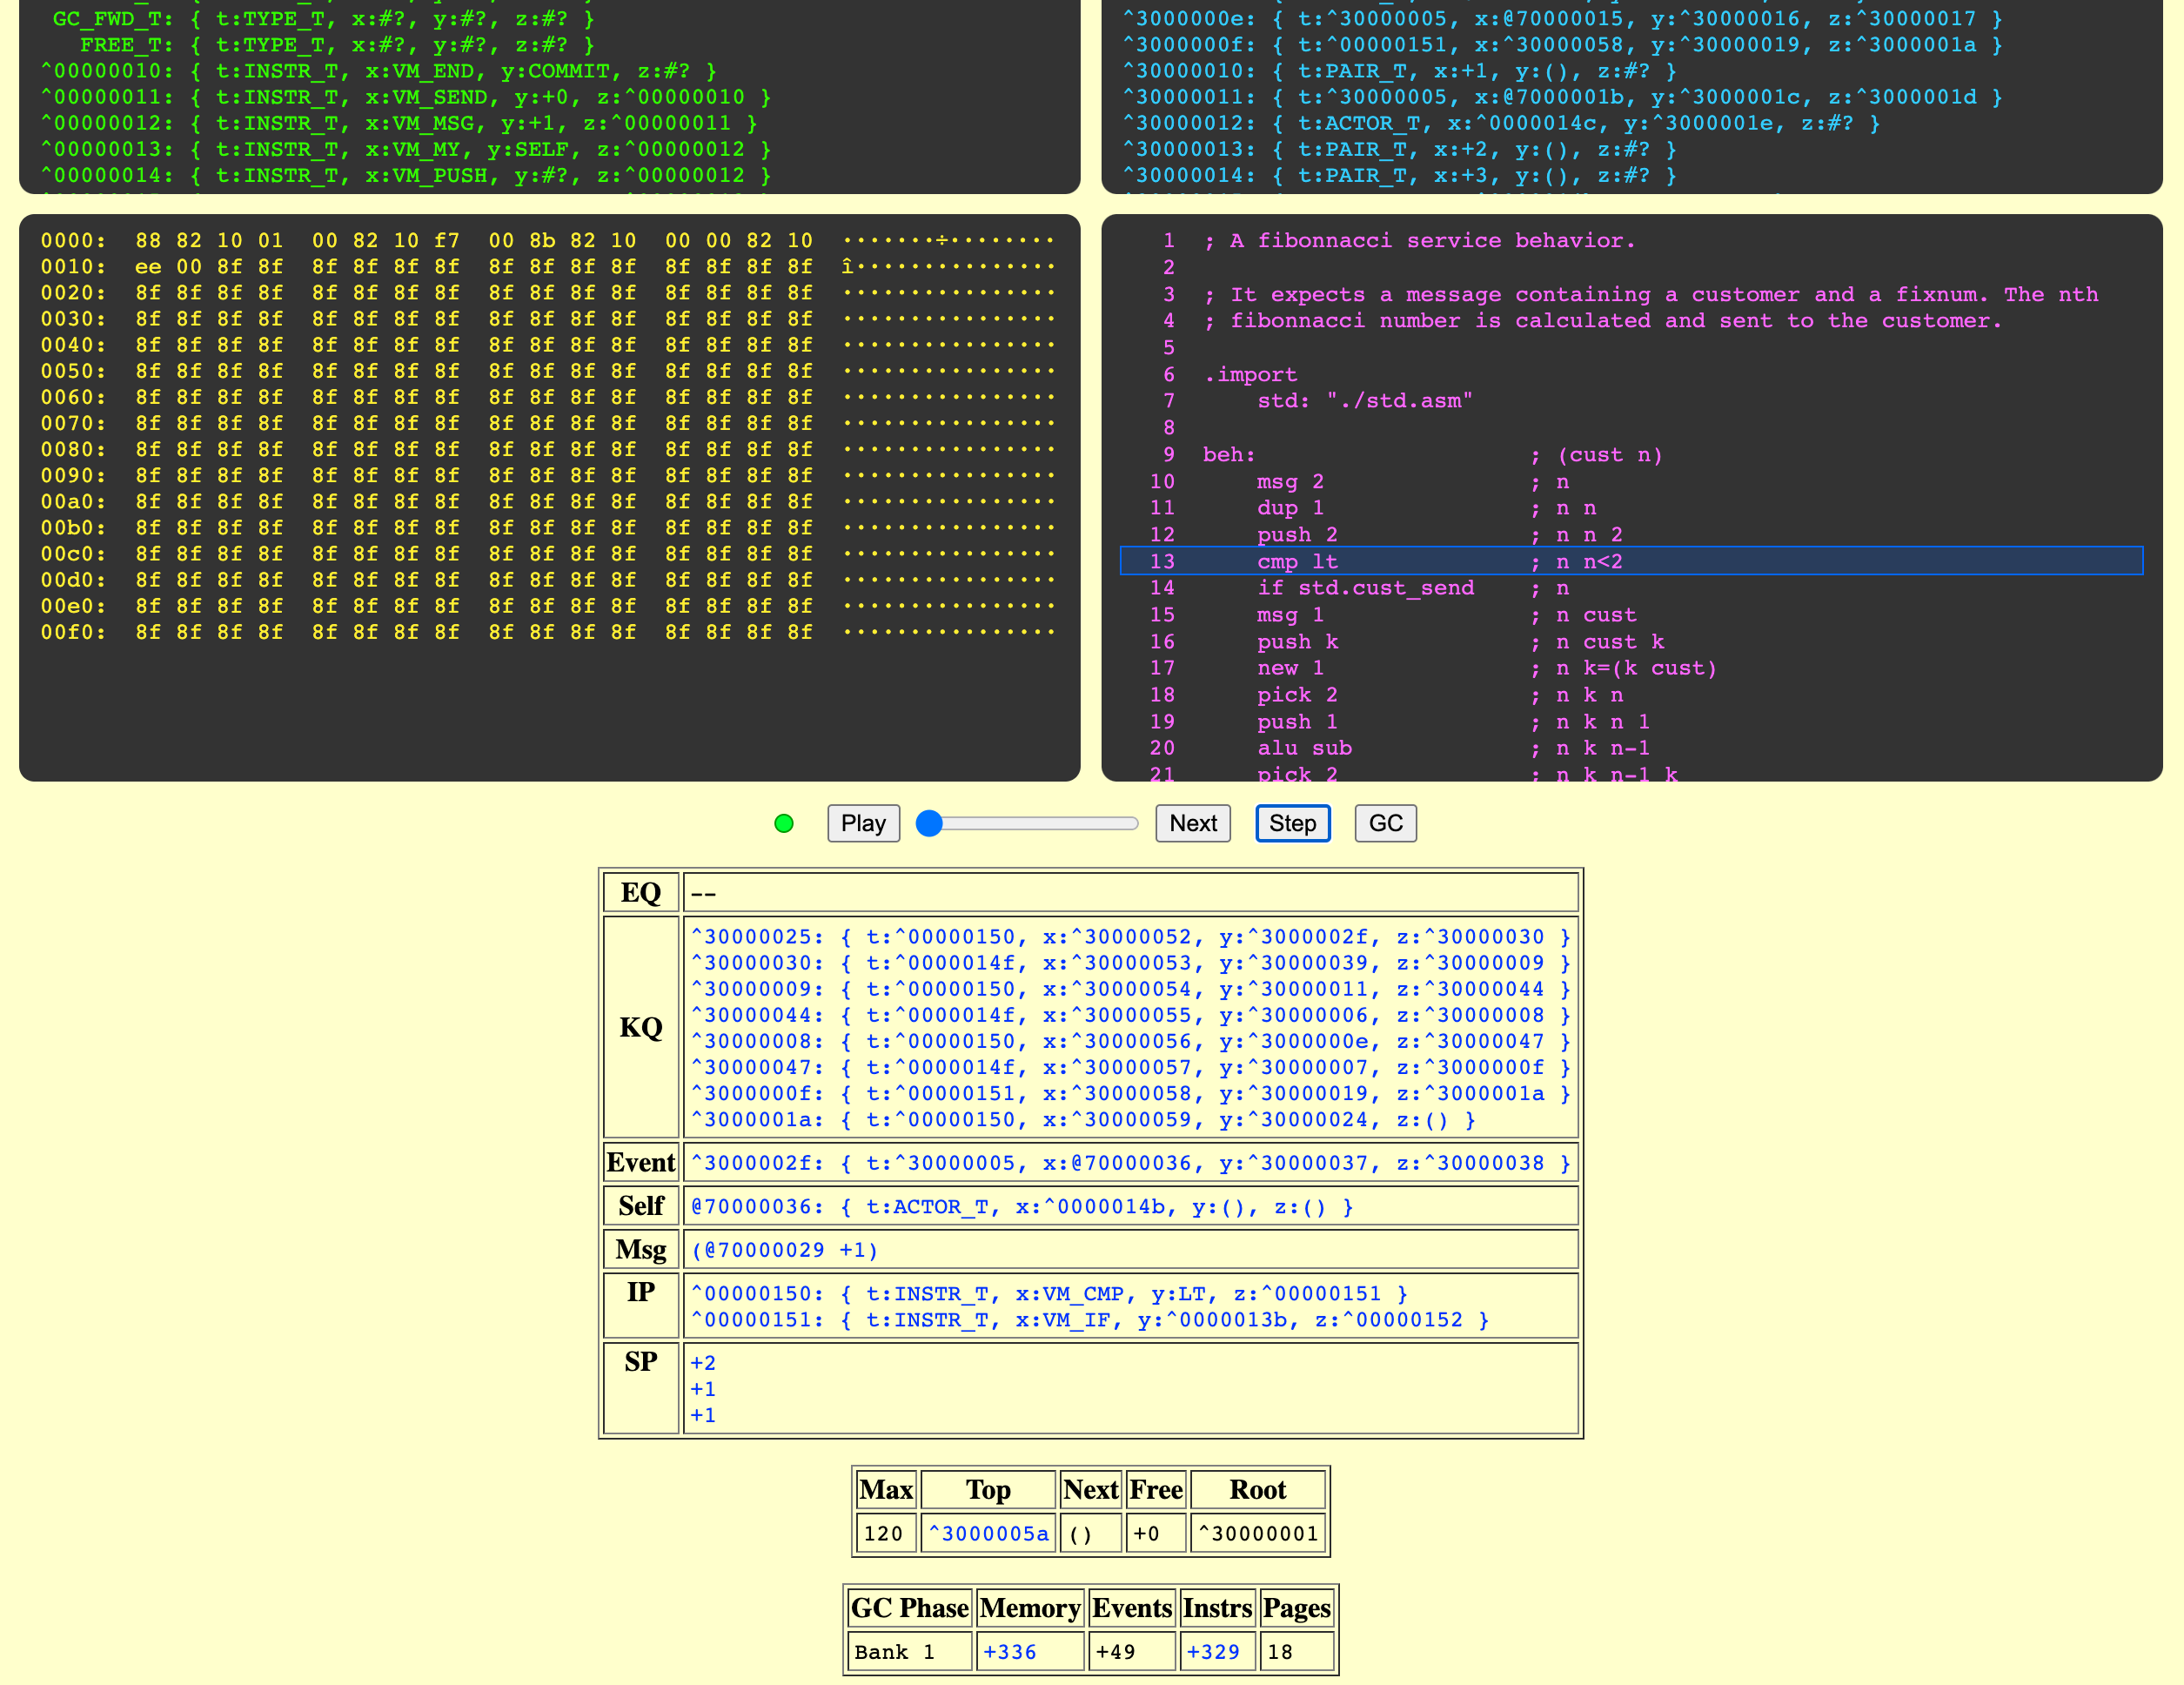 GC_FWD_T: { t:TYPE_T, x:#?, y:#?, z:#? }
FREE_T: { t:TYPE_T, x:#?, y:#?, z:#? }
^00000010: { t:INSTR_T, x:VM_END, y:COMMIT, z:#? }
^00000011: { t:INSTR_T, x:VM_SEND, y:+0, z:^00000010 }
^00000012: { t:INSTR_T, x:VM_MSG, y:+1, z:^00000011 }
^00000013: { t:INSTR_T, x:VM_MY, y:SELF, z:^00000012 }
^00000014: { t:INSTR_T, x:VM_PUSH, y:#?, z:^00000012 }
^3000000e: { t:^30000005, x:@70000015, y:^30000016, z:^30000017 }
^3000000f: { t:^00000151, x:^30000058, y:^30000019, z:^3000001a }
^30000010: { t:PAIR_T, x:+1, y:(), z:#? }
^30000011: { t:^30000005, x:@7000001b, y:^3000001c, z:^3000001d }
^30000012: { t:ACTOR_T, x:^0000014c, y:^3000001e, z:#? }
^30000013: { t:PAIR_T, x:+2, y:(), z:#? }
^30000014: { t:PAIR_T, x:+3, y:(), z:#? }
0000: 88 82 10 01 00 82 10 f7 00 8b 82 10 00 00 82 10 ·······÷········
0010: ee 00 8f 8f 8f 8f 8f 8f 8f 8f 8f 8f 8f 8f 8f 8f î···············
0020: 8f 8f 8f 8f 8f 8f 8f 8f 8f 8f 8f 8f 8f 8f 8f 8f ················
0030: 8f 8f 8f 8f 8f 8f 8f 8f 8f 8f 8f 8f 8f 8f 8f 8f ················
0040: 8f 8f 8f 8f 8f 8f 8f 8f 8f 8f 8f 8f 8f 8f 8f 8f ················
0050: 8f 8f 8f 8f 8f 8f 8f 8f 8f 8f 8f 8f 8f 8f 8f 8f ················
0060: 8f 8f 8f 8f 8f 8f 8f 8f 8f 8f 8f 8f 8f 8f 8f 8f ················
0070: 8f 8f 8f 8f 8f 8f 8f 8f 8f 8f 8f 8f 8f 8f 8f 8f ················
0080: 8f 8f 8f 8f 8f 8f 8f 8f 8f 8f 8f 8f 8f 8f 8f 8f ················
0090: 8f 8f 8f 8f 8f 8f 8f 8f 8f 8f 8f 8f 8f 8f 8f 8f ················
00a0: 8f 8f 8f 8f 8f 8f 8f 8f 8f 8f 8f 8f 8f 8f 8f 8f ················
00b0: 8f 8f 8f 8f 8f 8f 8f 8f 8f 8f 8f 8f 8f 8f 8f 8f ················
00c0: 8f 8f 8f 8f 8f 8f 8f 8f 8f 8f 8f 8f 8f 8f 8f 8f ················
00d0: 8f 8f 8f 8f 8f 8f 8f 8f 8f 8f 8f 8f 8f 8f 8f 8f ················
00e0: 8f 8f 8f 8f 8f 8f 8f 8f 8f 8f 8f 8f 8f 8f 8f 8f ················
00f0: 8f 8f 8f 8f 8f 8f 8f 8f 8f 8f 8f 8f 8f 8f 8f 8f ················
1 ; A fibonnacci service behavior.
2
3 ; It expects a message containing a customer and a fixnum. The nth
4 ; fibonnacci number is calculated and sent to the customer.
5
6 .import
7 std: "./std.asm"
8
9 beh: ; (cust n)
10 msg 2 ; n
11 dup 1 ; n n
12 push 2 ; n n 2
13 cmp lt ; n n<2
14 if std.cust_send ; n
15 msg 1 ; n cust
16 push k ; n cust k
17 new 1 ; n k=(k cust)
18 pick 2 ; n k n
19 push 1 ; n k n 1
20 alu sub ; n k n-1
21 pick 2 ; n k n-1 k
Play Next Step GC
EQ --
KQ
^30000025: { t:^00000150, x:^30000052, y:^3000002f, z:^30000030 }
^30000030: { t:^0000014f, x:^30000053, y:^30000039, z:^30000009 }
^30000009: { t:^00000150, x:^30000054, y:^30000011, z:^30000044 }
^30000044: { t:^0000014f, x:^30000055, y:^30000006, z:^30000008 }
^30000008: { t:^00000150, x:^30000056, y:^3000000e, z:^30000047 }
^30000047: { t:^0000014f, x:^30000057, y:^30000007, z:^3000000f }
^3000000f: { t:^00000151, x:^30000058, y:^30000019, z:^3000001a }
^3000001a: { t:^00000150, x:^30000059, y:^30000024, z:() }
Event ^3000002f: { t:^30000005, x:@70000036, y:^30000037, z:^30000038 }
Self @70000036: { t:ACTOR_T, x:^0000014b, y:(), z:() }
Msg (@70000029 +1)
IP ^00000150: { t:INSTR_T, x:VM_CMP, y:LT, z:^00000151 }
^00000151: { t:INSTR_T, x:VM_IF, y:^0000013b, z:^00000152 }
SP +2
+1
+1
Max Top Next Free Root
120 ^3000005a () +0 ^30000001
GC Phase Memory Events Instrs Pages
Bank 1 +336 +49 +329 18